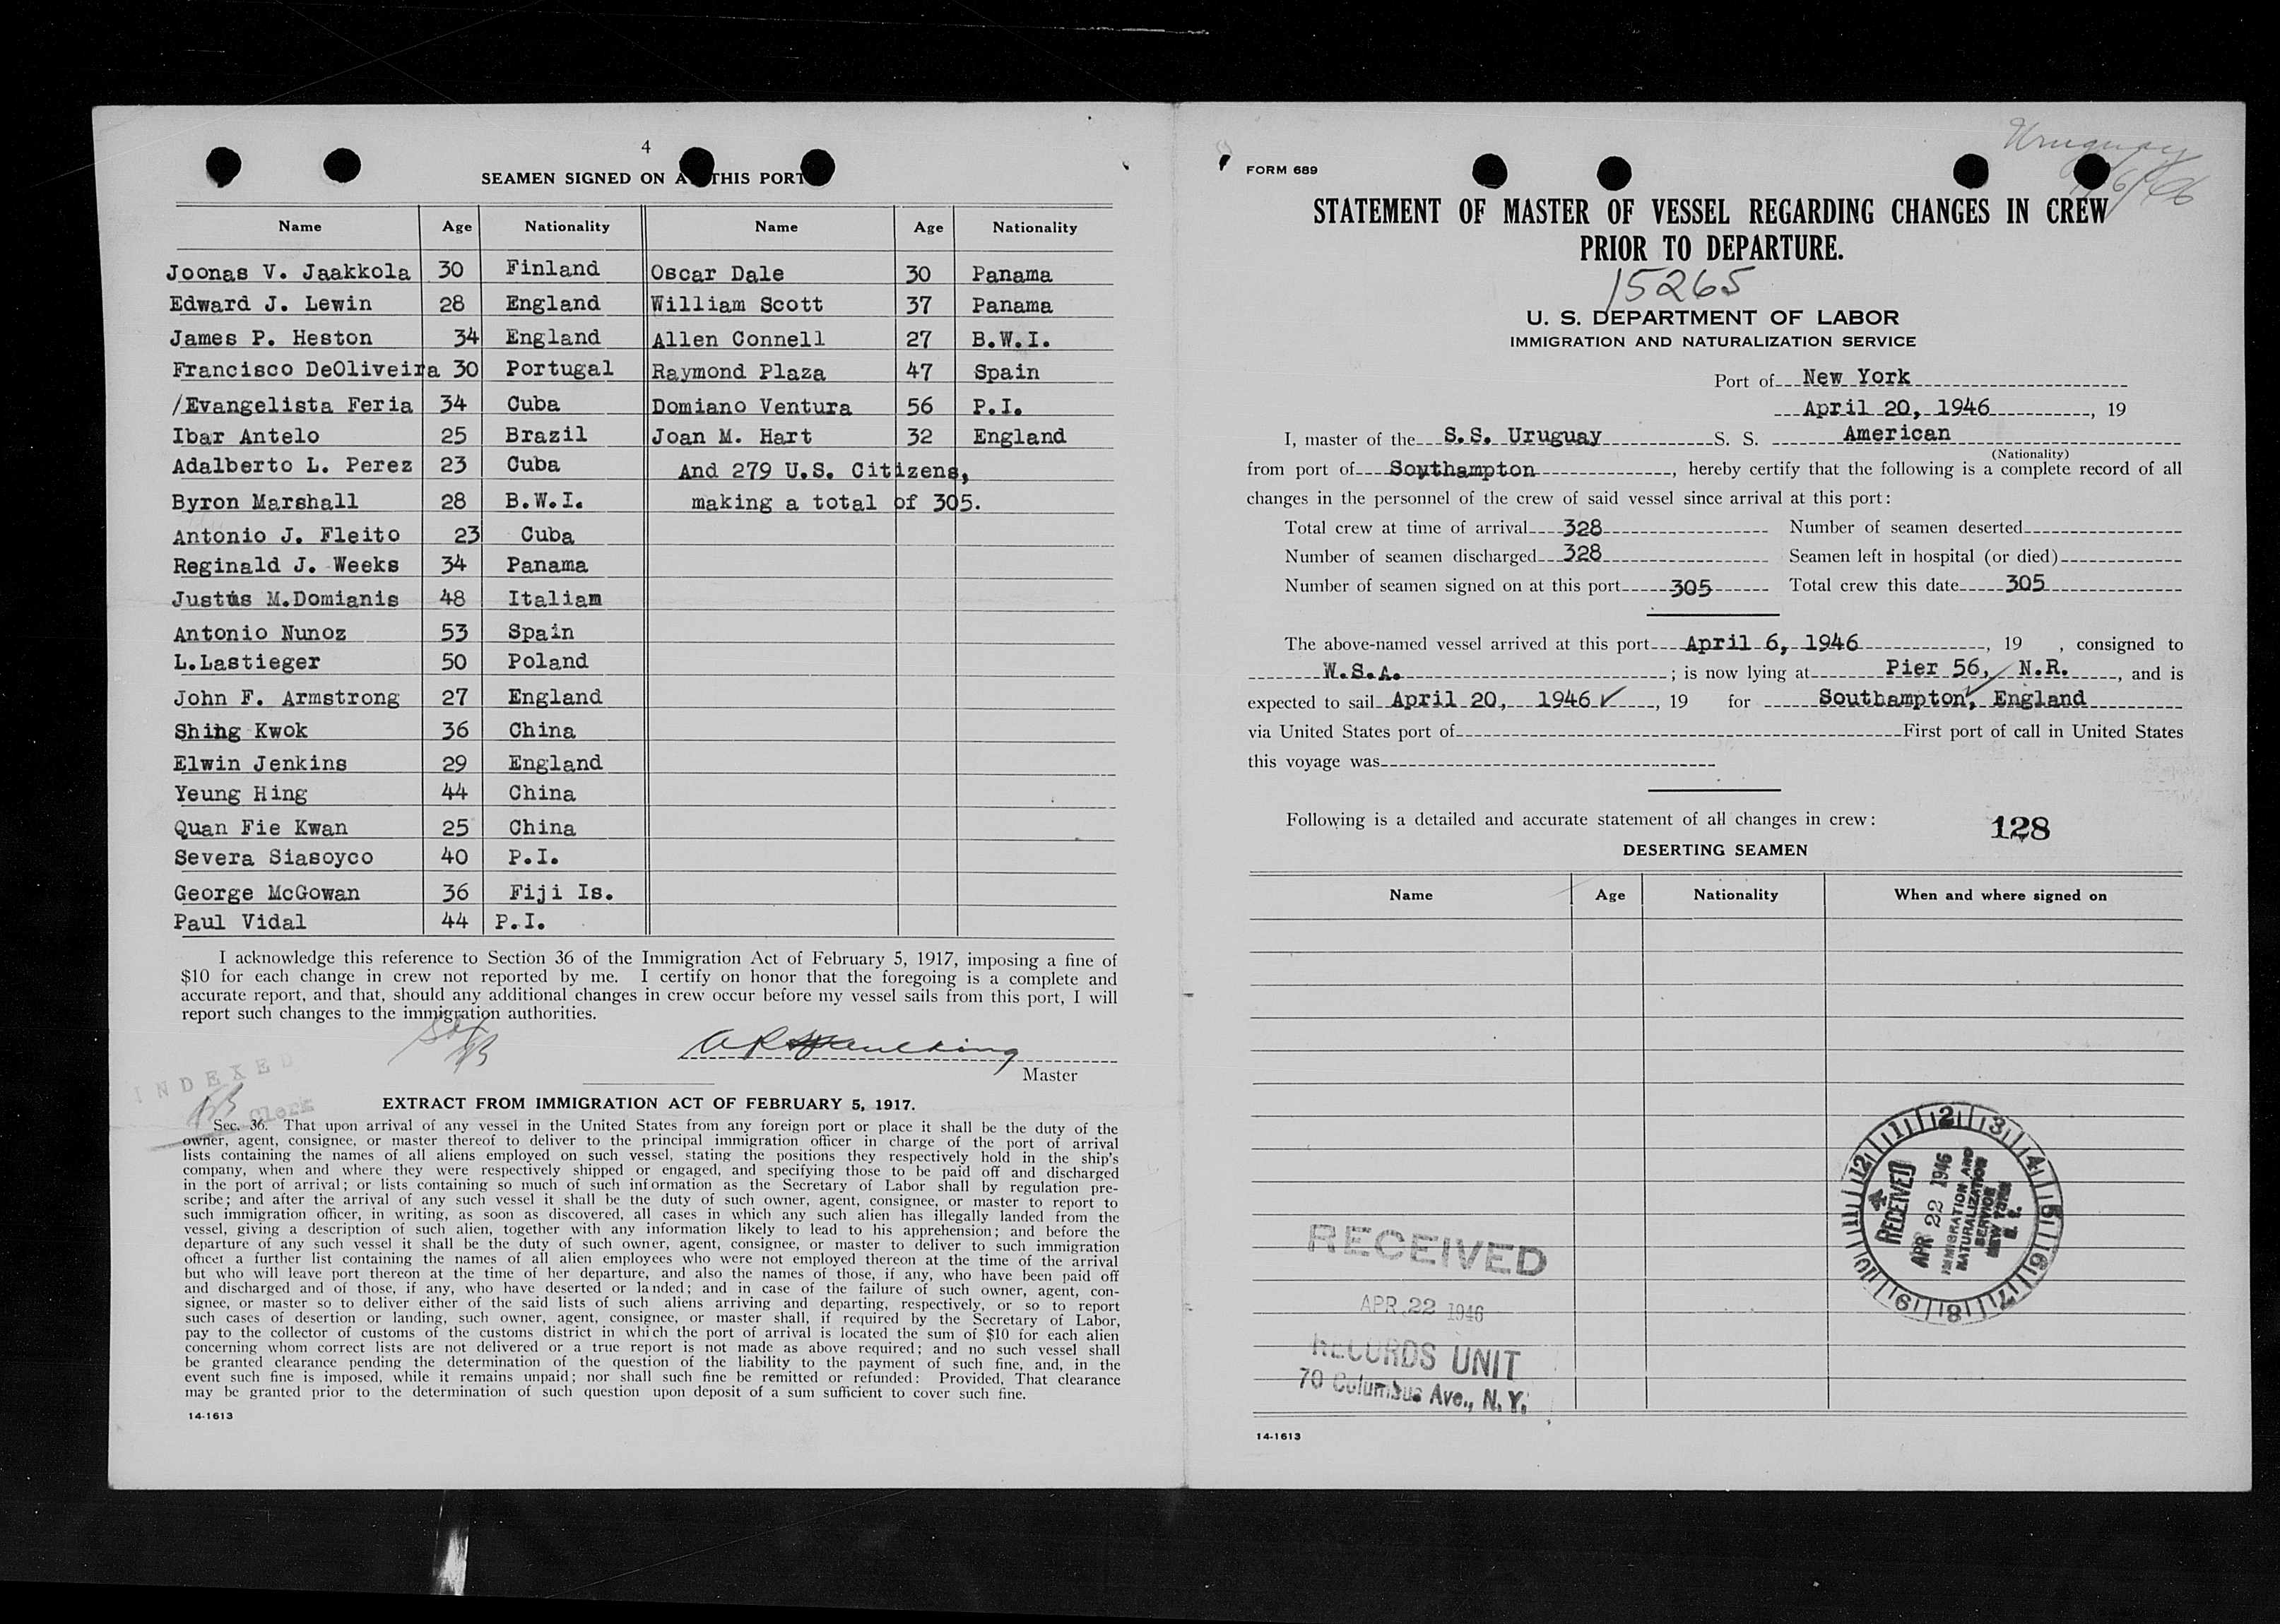 4
SEAMEN SIGNED ON A THIS PORT
Name Age Nationality Name Age Nationality
Joonas V. Jaakkola 30 Finland Oscar Dale 30 Panama
Edward J. Lewin 28 England William Scott 37 Panama
James P. Heston 34 England Allen Connell 27 B.W.I.
Francisco DeOliveira 30 Portugal Raymond Plaza 47 Spain
/Evangelista Feria 34 Cuba Domiano Ventura 56 P.I.
Ibar Antelo 25 Brazil Joan M. Hart 32 England
Adalberto L. Perez 23 Cuba And 279 U.S. Citizens,
Byron Marshall 28 B.W.I. making a total of 305.
Antonio J. Fleito 23 Cuba
Reginald J. Weeks 34 Panama
Justus M.Domianis 48 Italiam
Antonio Nunoz 53 Spain
L.Lastieger 50 Poland
John F. Armstrong 27 England
Shing Kwok 36 China
Elwin Jenkins 29 England
Yeung Hing 44 China
Quan Fie Kwan 25 China
Severa Siasoyco 40 P.I.
George McGowan 36 Fiji Is.
Paul Vidal 44 P.I.
I acknowledge this reference to Section 36 of the Immigration Act of February 5, 1917, imposing a fine of
$10 for each change in crew not reported by me. I certify on honor that the foregoing is a complete and
accurate report, and that, should any additional changes in crew occur before my vessel sails from this port, I will
report such changes to the immigration authorities.
Master
INDEXED
Clerk
EXTRACT FROM IMMIGRATION ACT OF FEBRUARY 5, 1917.
Sec. 36. That upon arrival of any vessel in the United States from any foreign port or place it shall be the duty of the
owner, agent, consignee, or master thereof to deliver to the principal immigration officer in charge of the port of arrival
lists containing the names of all aliens employed on such vessel, stating the positions they respectively hold in the ship's
company, when and where they were respectively shipped or engaged, and specifying those to be paid off and discharged
in the port of arrival; or lists containing so much of such information as the Secretary of Labor shall by regulation pre-
scribe; and after the arrival of any such vessel it shall be the duty of such owner, agent, consignee, or master to report to
such immigration officer, in writing, as soon as discovered, all cases in which any such alien has illegally landed from the
vessel, giving a description of such alien, together with any information likely to lead to his apprehension; and before the
departure of any such vessel it shall be the duty of such owner, agent, consignee, or master to deliver to such immigration
officer a further list containing the names of all alien employees who were not employed thereon at the time of the arrival
but who will leave port thereon at the time of her departure, and also the names of those, if any, who have been paid off
and discharged and of those, if any, who have deserted or landed; and in case of the failure of such owner, agent, con-
signee, or master so to deliver either of the said lists of such aliens arriving and departing, respectively, or so to report
such cases of desertion or landing, such owner, agent, consignee, or master shall, if required by the Secretary of Labor,
pay to the collector of customs of the customs district in which the port of arrival is located the sum of $10 for each alien
concerning whom correct lists are not delivered or a true report is not made as above required; and no such vessel shall
be granted clearance pending the determination of the question of the liability to the payment of such fine, and, in the
event such fine is imposed, while it remains unpaid; nor shall such fine be remitted or refunded: Provided, That clearance
may be granted prior to the determination of such question upon deposit of a sum sufficient to cover such fine.
14-1613
Uruguay
FORM 689
STATEMENT OF MASTER OF VESSEL REGARDING CHANGES IN CREW
PRIOR TO DEPARTURE.
15265
U. S. DEPARTMENT OF LABOR
IMMIGRATION AND NATURALIZATION SERVICE
Port of New York
April 20, 1946, 19
I, master of the S.S. Uruguay S. S. American
(Nationality)
from port of Southampton, hereby certify that the following is a complete record of all
changes in the personnel of the crew of said vessel since arrival at this port:
Total crew at time of arrival 328 Number of seamen deserted
Number of seamen discharged 328 Seamen left in hospital (or died)
Number of seamen signed on at this port 305 Total crew this date 305
The above-named vessel arrived at this port April 6, 1946, 19 , consigned to
W.S.A.; is now lying at Pier 56, N.R., and is
expected to sail April 20, 1946 ✓, 19 for Southampton, England
via United States port of First port of call in United States
this voyage was
Following is a detailed and accurate statement of all changes in crew:
128
DESERTING SEAMEN
Name Age Nationality When and where signed on
12 1 2 3 4 5 6 7 8 9 10 11
4
RECEIVED
APR 22 1946
IMMIGRATION AND
NATURALIZATION
SERVICE
NEW YORK
RECEIVED
APR 22 1946
RECORDS UNIT
70 Columbus Ave., N.Y.
14-1613